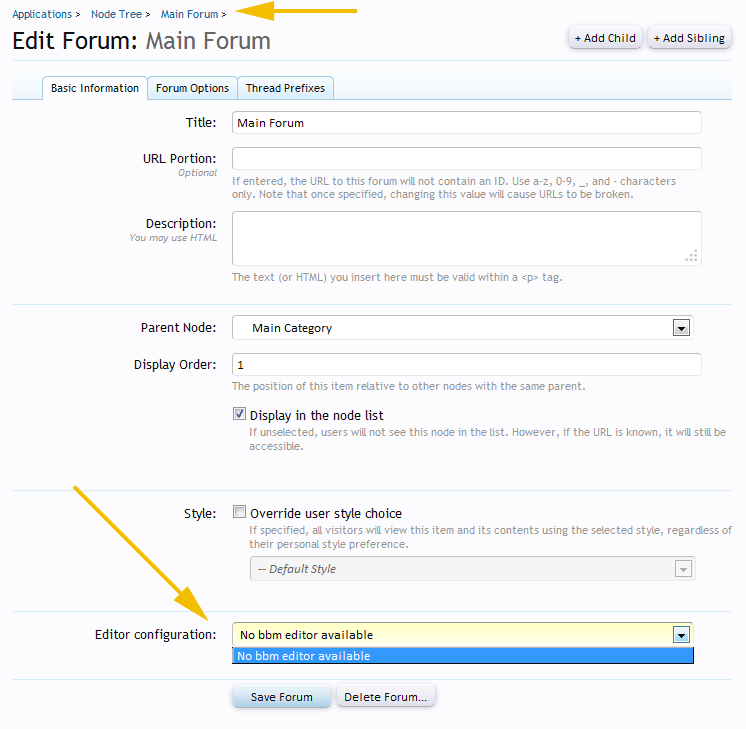 Applications > Node Tree > Main Forum >
Edit Forum: Main Forum
+ Add Child + Add Sibling
Basic Information Forum Options Thread Prefixes
Title: Main Forum
URL Portion:
Optional
If entered, the URL to this forum will not contain an ID. Use a-z, 0-9, _, and - characters
only. Note that once specified, changing this value will cause URLs to be broken.
Description:
You may use HTML
The text (or HTML) you insert here must be valid within a <p> tag.
Parent Node: Main Category
Display Order: 1
The position of this item relative to other nodes with the same parent.
Display in the node list
If unselected, users will not see this node in the list. However, if the URL is known, it will still be
accessible.
Style: Override user style choice
If specified, all visitors will view this item and its contents using the selected style, regardless of
their personal style preference.
-- Default Style
Editor configuration: No bbm editor available
No bbm editor available
Save Forum Delete Forum...